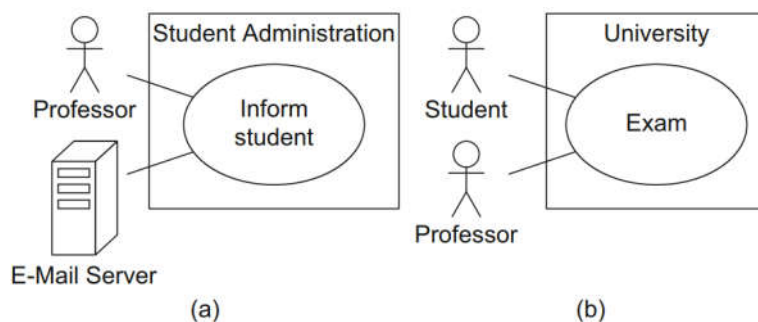 Student Administration
Professor
Inform
student
E-Mail Server
(a)
University
Student
Exam
Professor
(b)